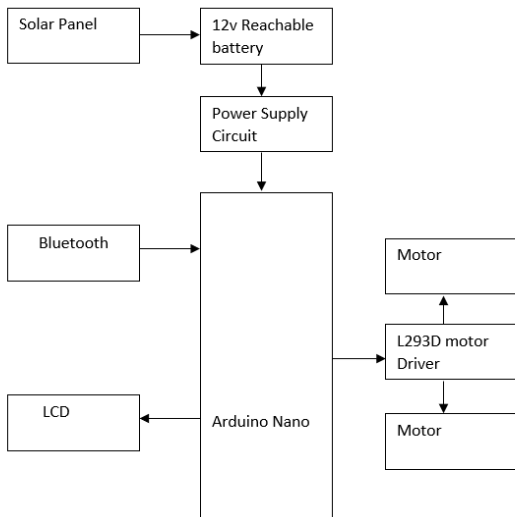 Solar Panel
12v Reachable
battery
Power Supply
Circuit
Bluetooth
Motor
L293D motor
Driver
LCD
Arduino Nano
Motor